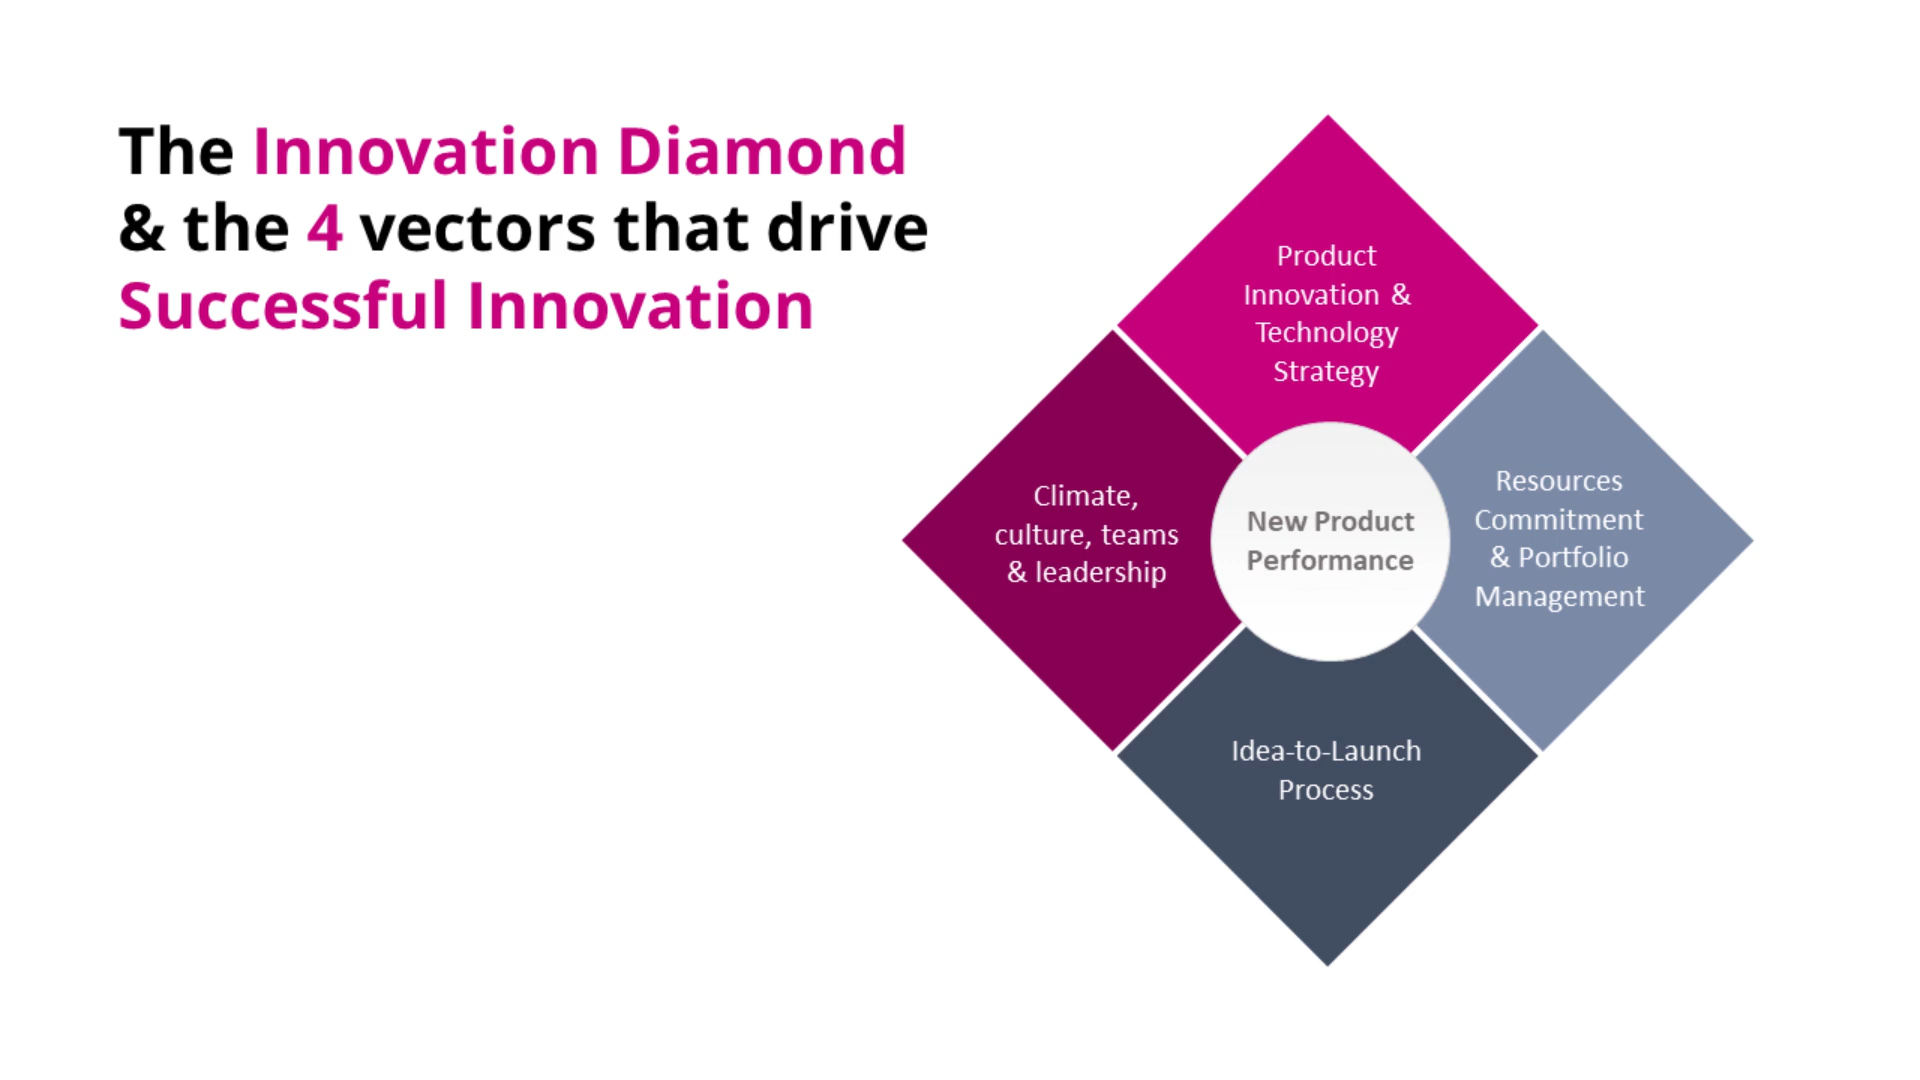 The Innovation Diamond
& the 4 vectors that drive
Successful Innovation
Product
Innovation &
Technology
Strategy
Climate,
culture, teams
& leadership
New Product
Performance
Resources
Commitment
& Portfolio
Management
Idea-to-Launch
Process